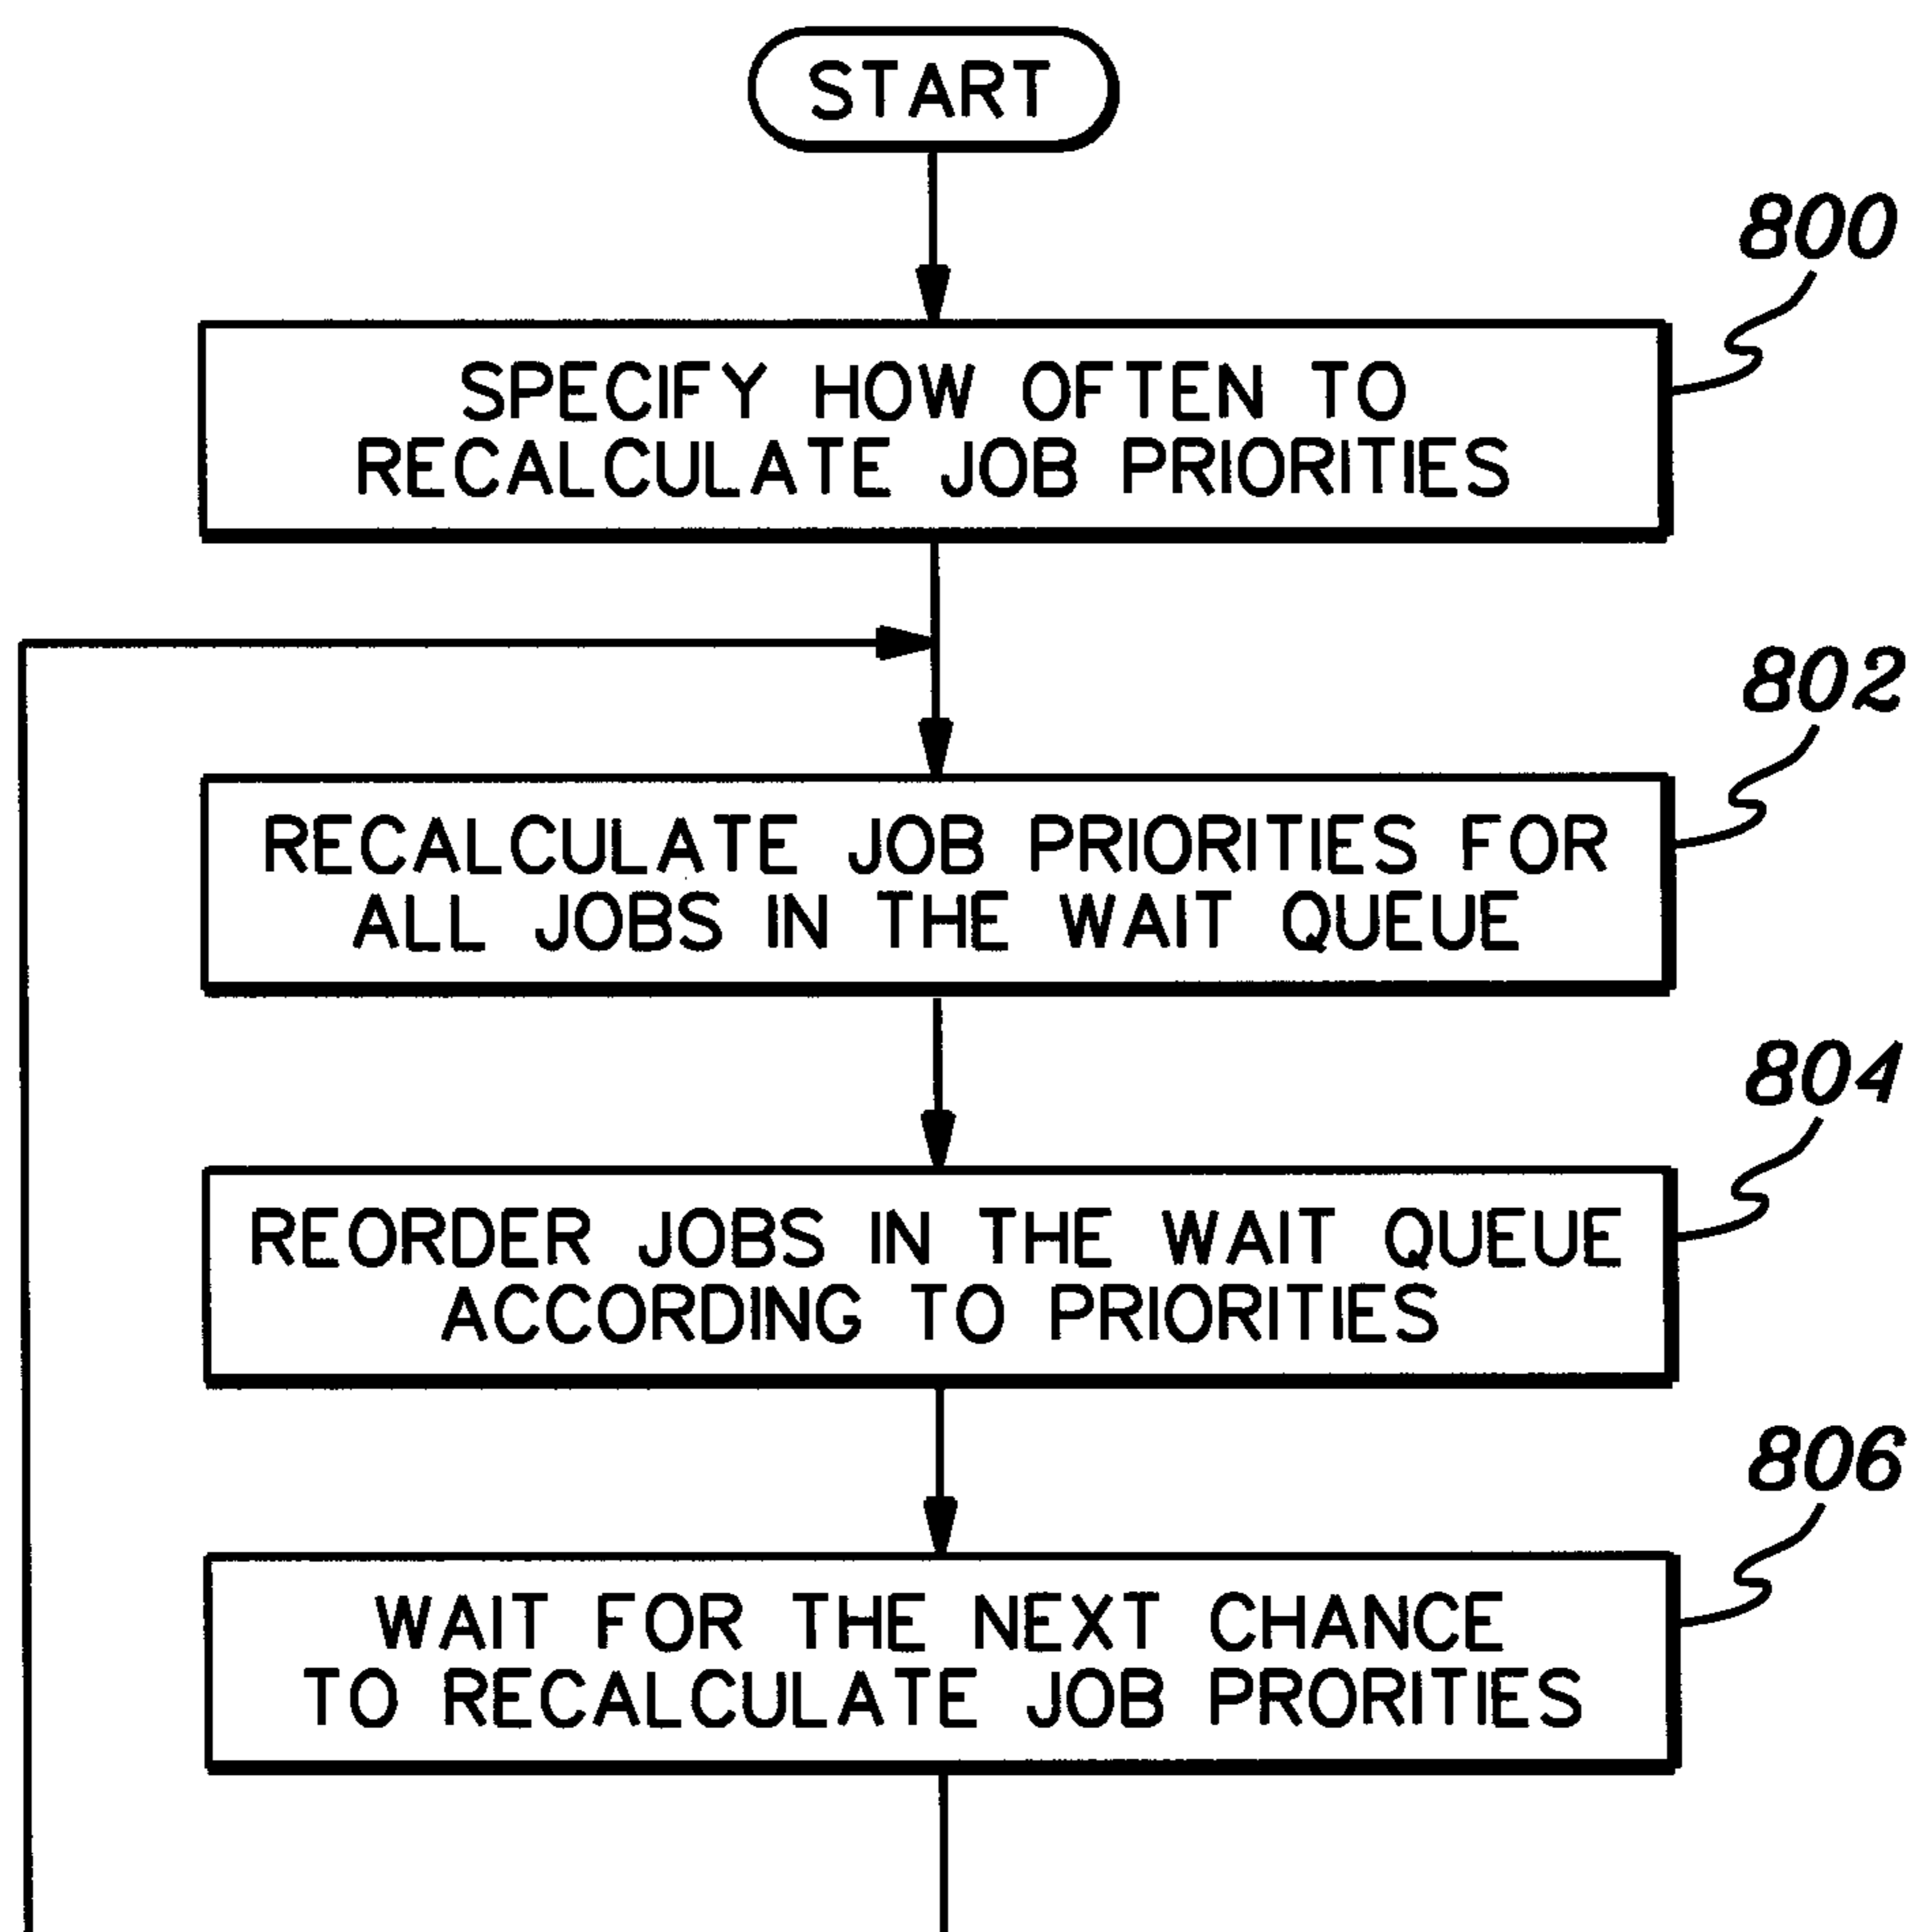 START
800
SPECIFY HOW OFTEN TO
RECALCULATE JOB PRIORITIES
802
RECALCULATE JOB PRIORITIES FOR
ALL JOBS IN THE WAIT QUEUE
804
REORDER JOBS IN THE WAIT QUEUE
ACCORDING TO PRIORITIES
806
WAIT FOR THE NEXT CHANCE
TO RECALCULATE JOB PRORITIES